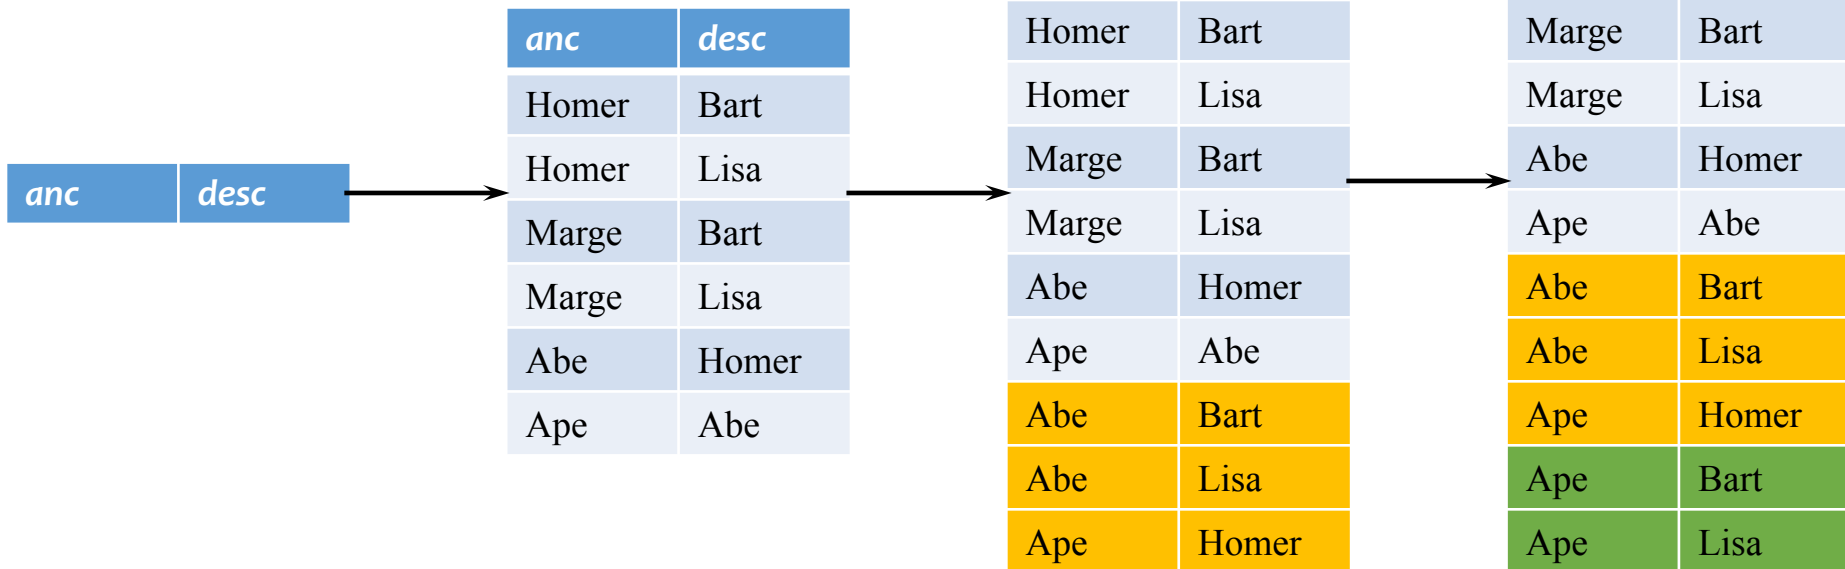 anc desc
anc desc
Homer Bart
Homer Lisa
Marge Bart
Marge Lisa
Abe Homer
Ape Abe
Homer Bart
Homer Lisa
Marge Bart
Marge Lisa
Abe Homer
Ape Abe
Abe Bart
Abe Lisa
Ape Homer
Marge Bart
Marge Lisa
Abe Homer
Ape Abe
Abe Bart
Abe Lisa
Ape Homer
Ape Bart
Ape Lisa